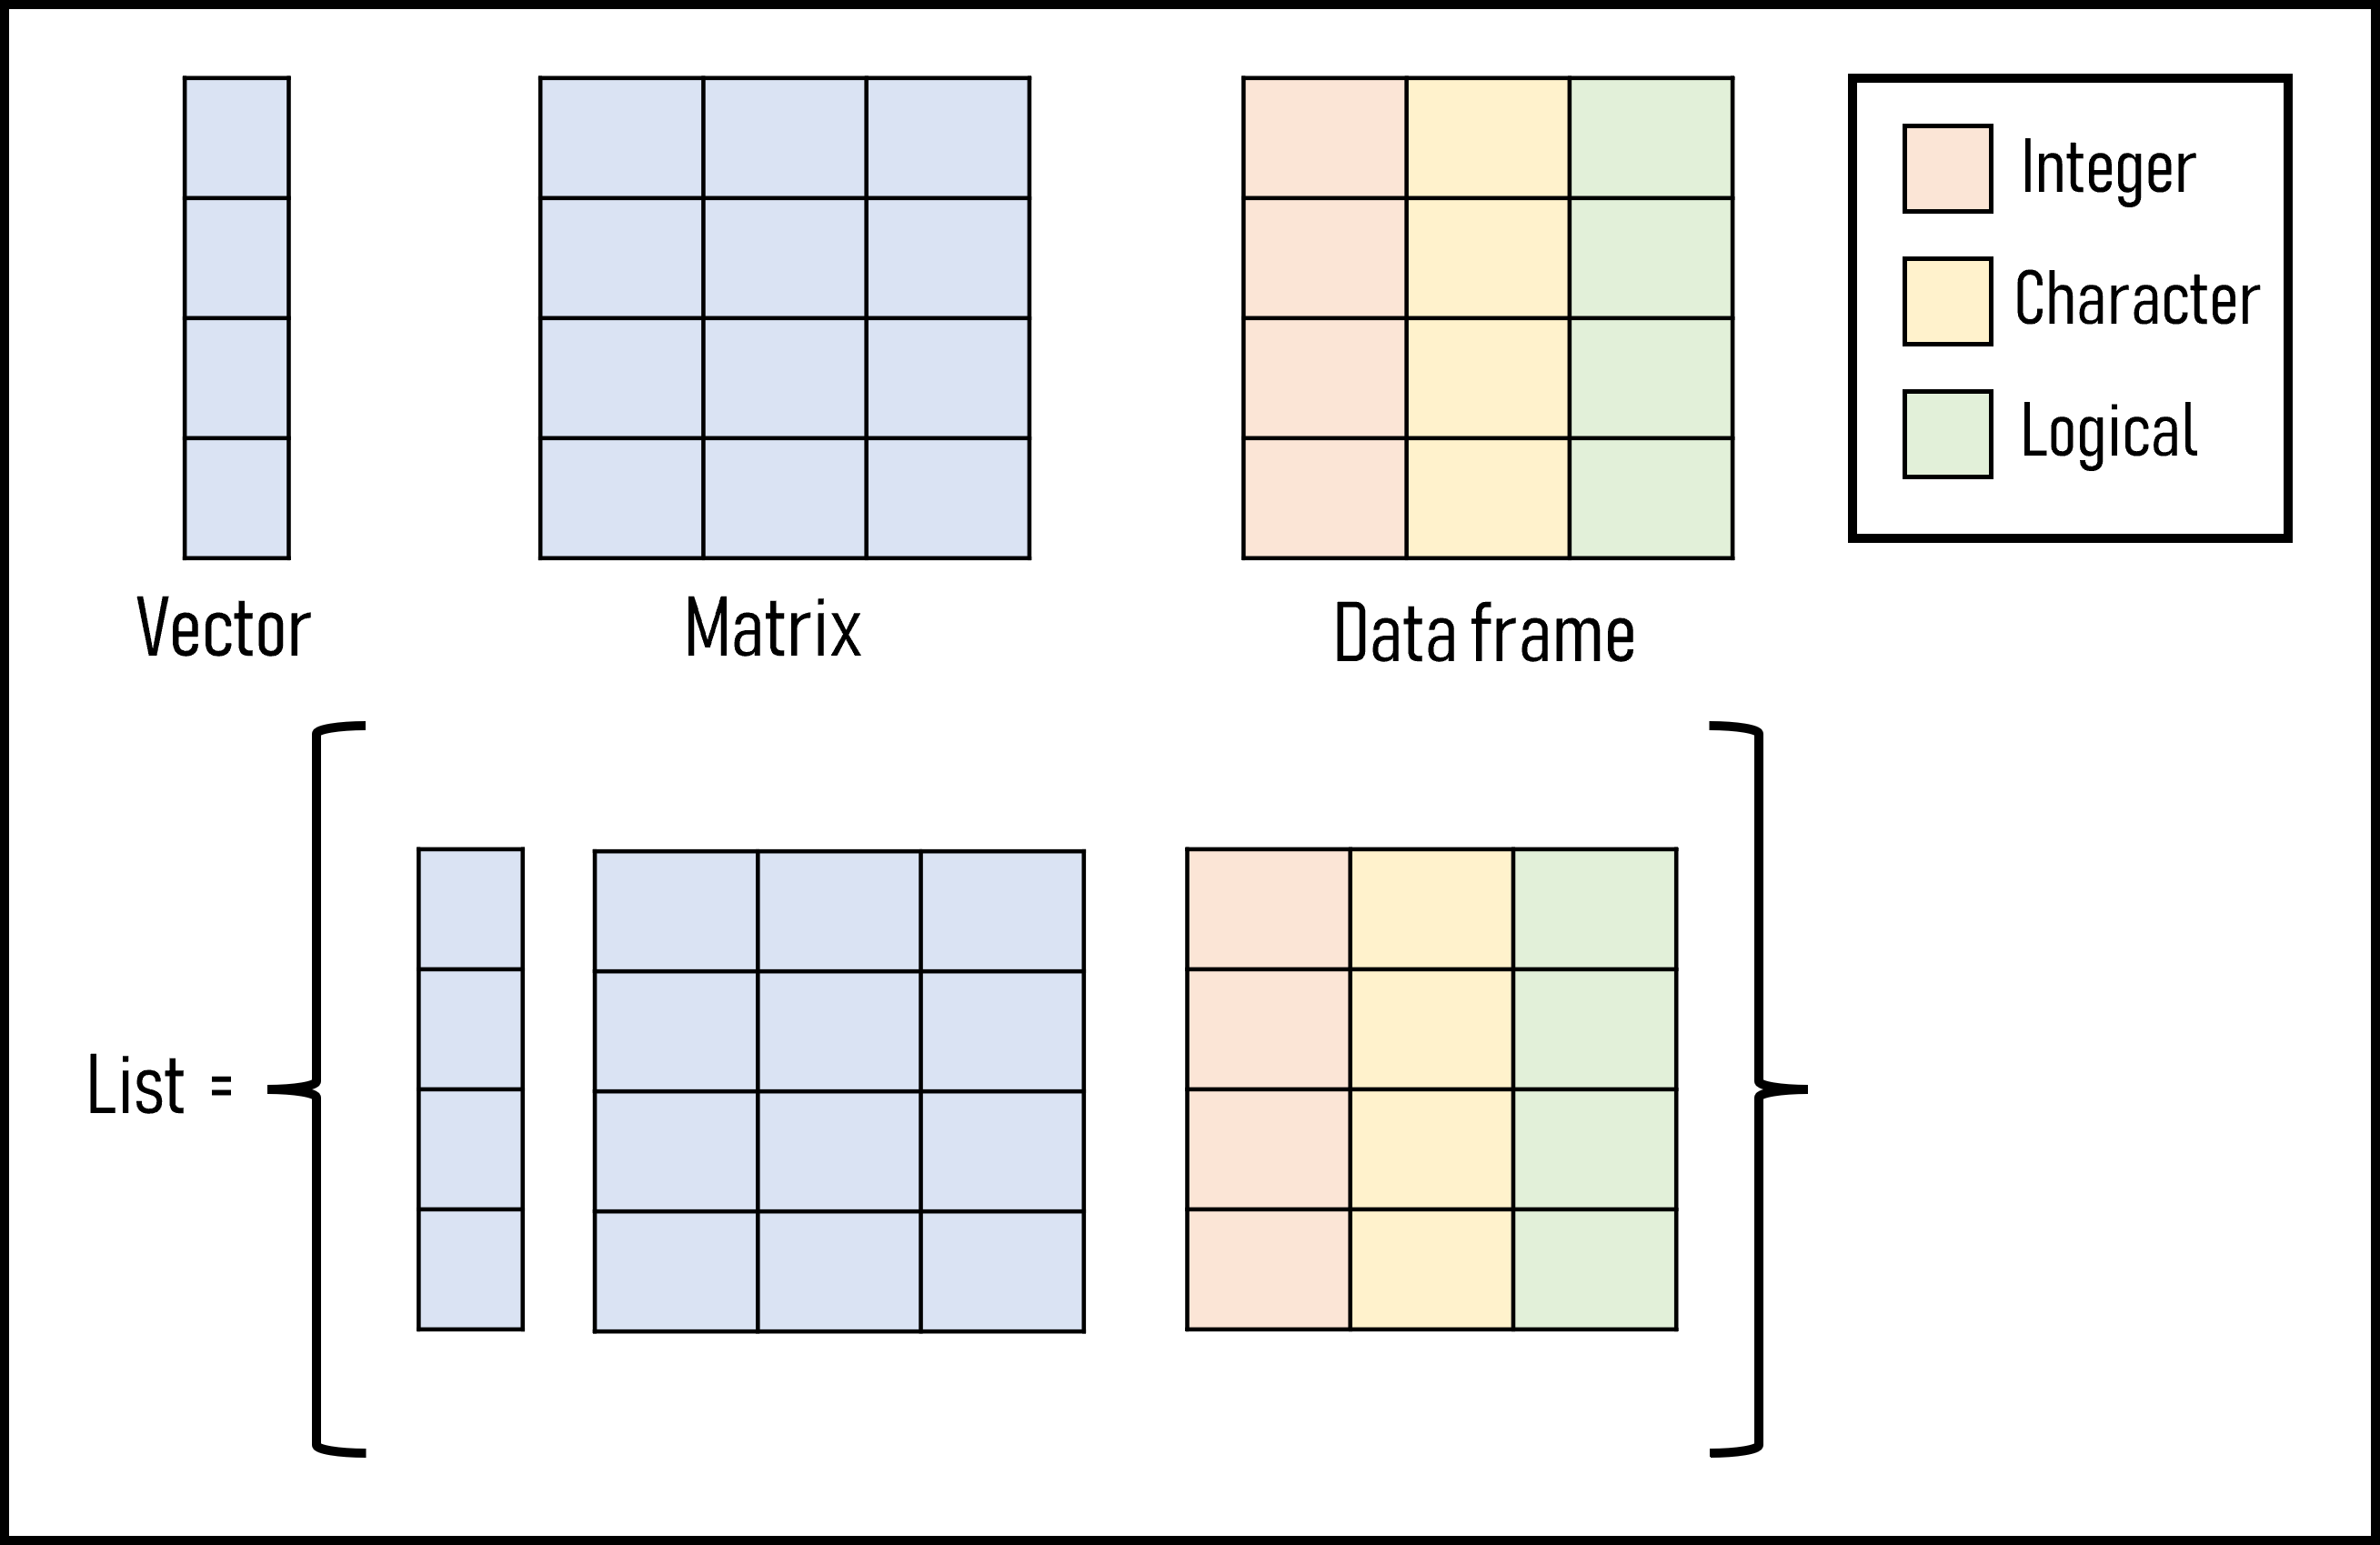 Integer
Character
Logical
Vector
Matrix
Data frame
List =